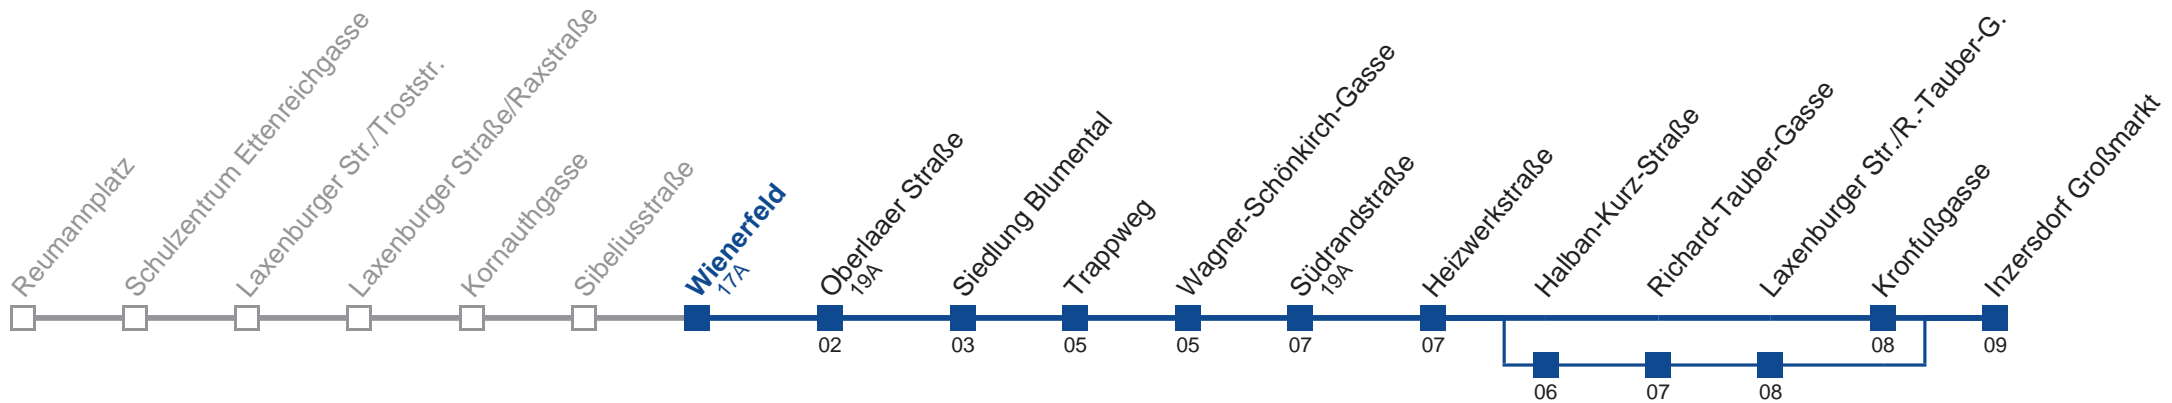 Reumannplatz
Schulzentrum Ettenreichgasse
Laxenburger Str./Troststr.
Laxenburger Straße/Raxstraße
Kornauthgasse
Sibeliusstraße
Wienerfeld
17A
Oberlaaer Straße
19A
Siedlung Blumental
Trappweg
Wagner-Schönkirch-Gasse
Südrandstraße
19A
Heizwerkstraße
Halban-Kurz-Straße
Richard-Tauber-Gasse
Laxenburger Str./R.-Tauber-G.
Kronfußgasse
Inzersdorf Großmarkt
02 03 05 05 07 07 08 09
06 07 08